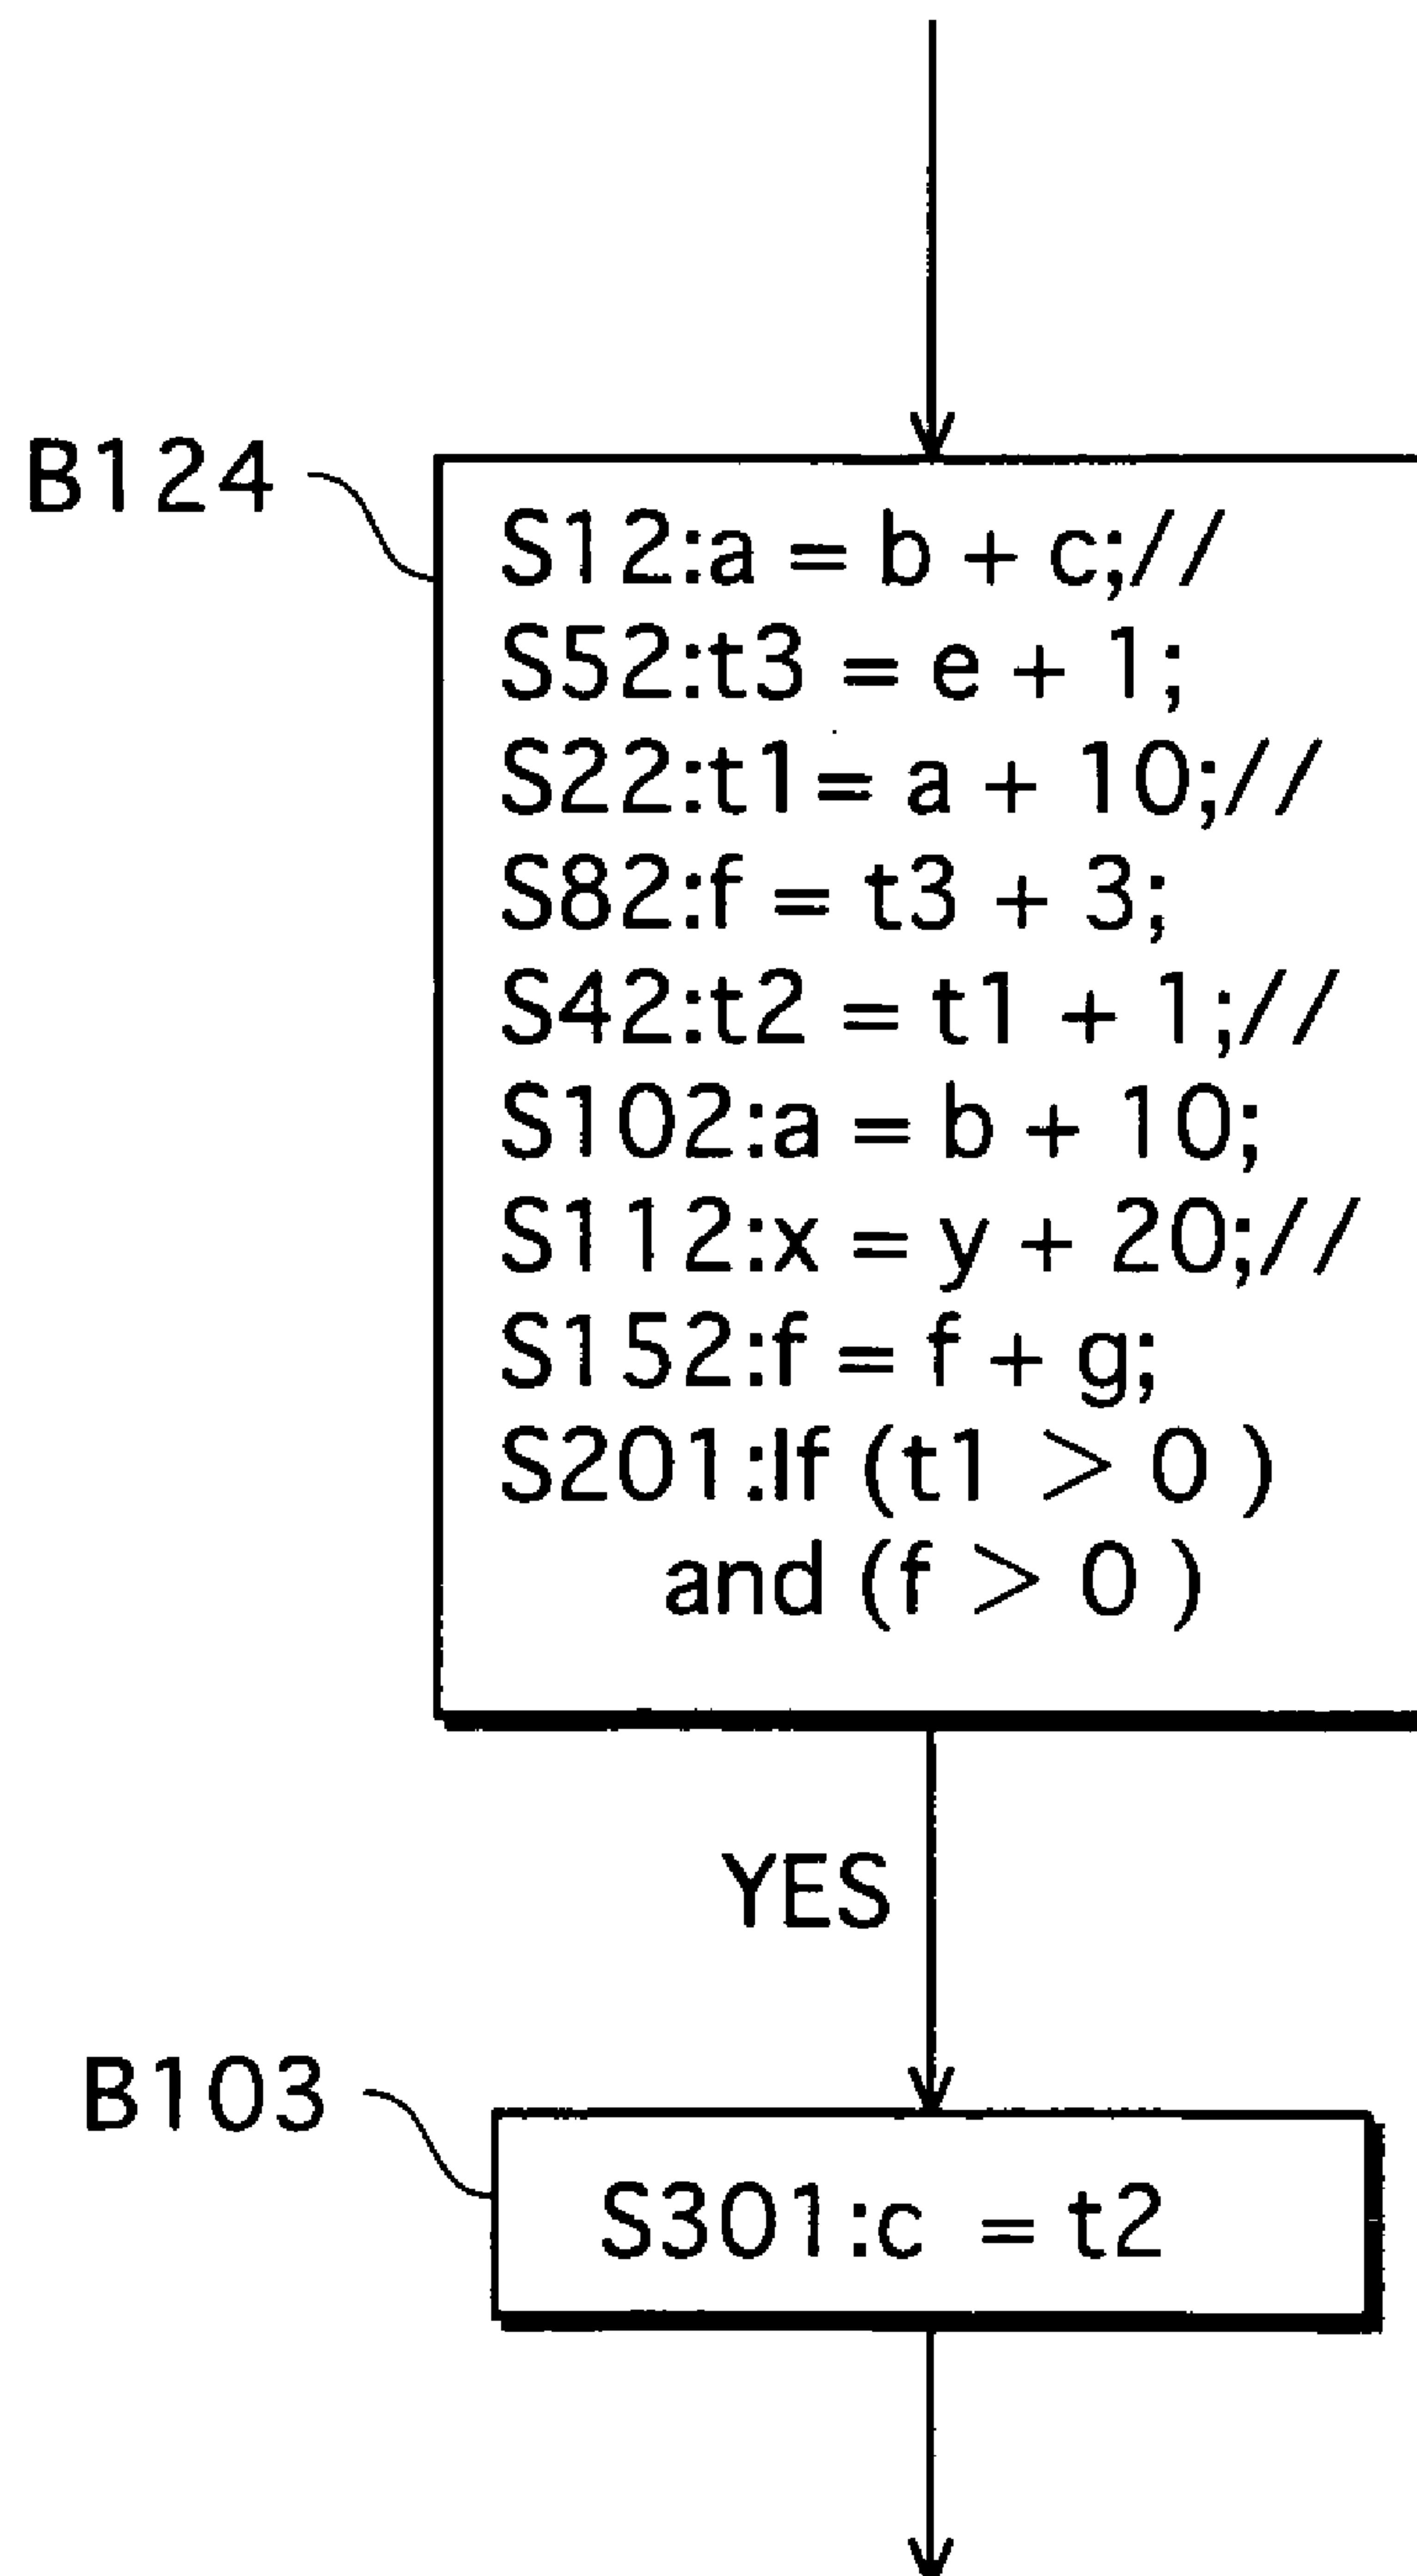 B124
S12:a = b + c;//
S52:t3 = e + 1;
S22:t1= a + 10;//
S82:f = t3 + 3;
S42:t2 = t1 + 1;//
S102:a = b + 10;
S112:x = y + 20;//
S152:f = f + g;
S201:If (t1 > 0 )
and (f > 0 )
YES
B103
S301:c = t2